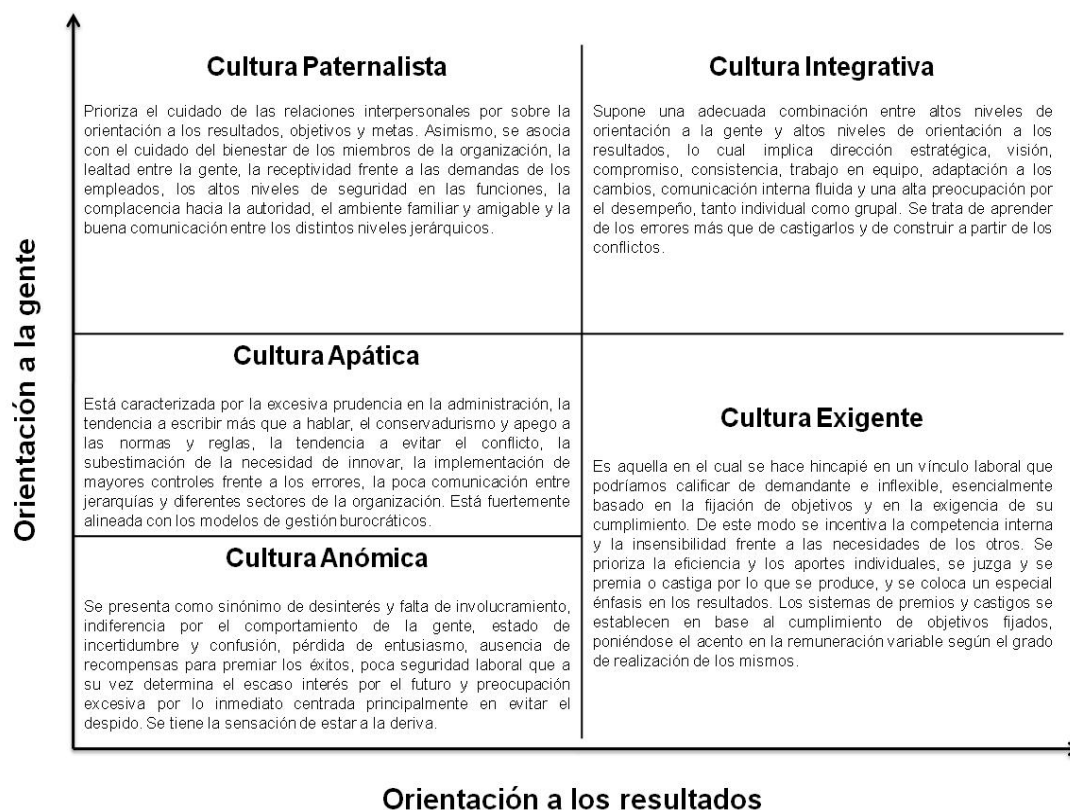 Orientación a la gente
Cultura Paternalista
Prioriza el cuidado de las relaciones interpersonales por sobre la
orientación a los resultados, objetivos y metas. Asimismo, se asocia
con el cuidado del bienestar de los miembros de la organización, la
lealtad entre la gente, la receptividad frente a las demandas de los
empleados, los altos niveles de seguridad en las funciones, la
complacencia hacia la autoridad, el ambiente familiar y amigable y la
buena comunicación entre los distintos niveles jerárquicos.
Cultura Integrativa
Supone una adecuada combinación entre altos niveles de
orientación a la gente y altos niveles de orientación a los
resultados, lo cual implica dirección estratégica, visión,
compromiso, consistencia, trabajo en equipo, adaptación a los
cambios, comunicación interna fluida y una alta preocupación por
el desempeño, tanto individual como grupal. Se trata de aprender
de los errores más que de castigarlos y de construir a partir de los
conflictos.
Cultura Apática
Está caracterizada por la excesiva prudencia en la administración, la
tendencia a escribir más que a hablar, el conservadurismo y apego a
las normas y reglas, la tendencia a evitar el conflicto, la
subestimación de la necesidad de innovar, la implementación de
mayores controles frente a los errores, la poca comunicación entre
jerarquías y diferentes sectores de la organización. Está fuertemente
alineada con los modelos de gestión burocráticos.
Cultura Anómica
Se presenta como sinónimo de desinterés y falta de involucramiento,
indiferencia por el comportamiento de la gente, estado de
incertidumbre y confusión, pérdida de entusiasmo, ausencia de
recompensas para premiar los éxitos, poca seguridad laboral que a
su vez determina el escaso interés por el futuro y preocupación
excesiva por lo inmediato centrada principalmente en evitar el
despido. Se tiene la sensación de estar a la deriva.
Cultura Exigente
Es aquella en el cual se hace hincapié en un vínculo laboral que
podríamos calificar de demandante e inflexible, esencialmente
basado en la fijación de objetivos y en la exigencia de su
cumplimiento. De este modo se incentiva la competencia interna
y la insensibilidad frente a las necesidades de los otros. Se
prioriza la eficiencia y los aportes individuales, se juzga y se
premia o castiga por lo que se produce, y se coloca un especial
énfasis en los resultados. Los sistemas de premios y castigos se
establecen en base al cumplimiento de objetivos fijados,
poniéndose el acento en la remuneración variable según el grado
de realización de los mismos.
Orientación a los resultados